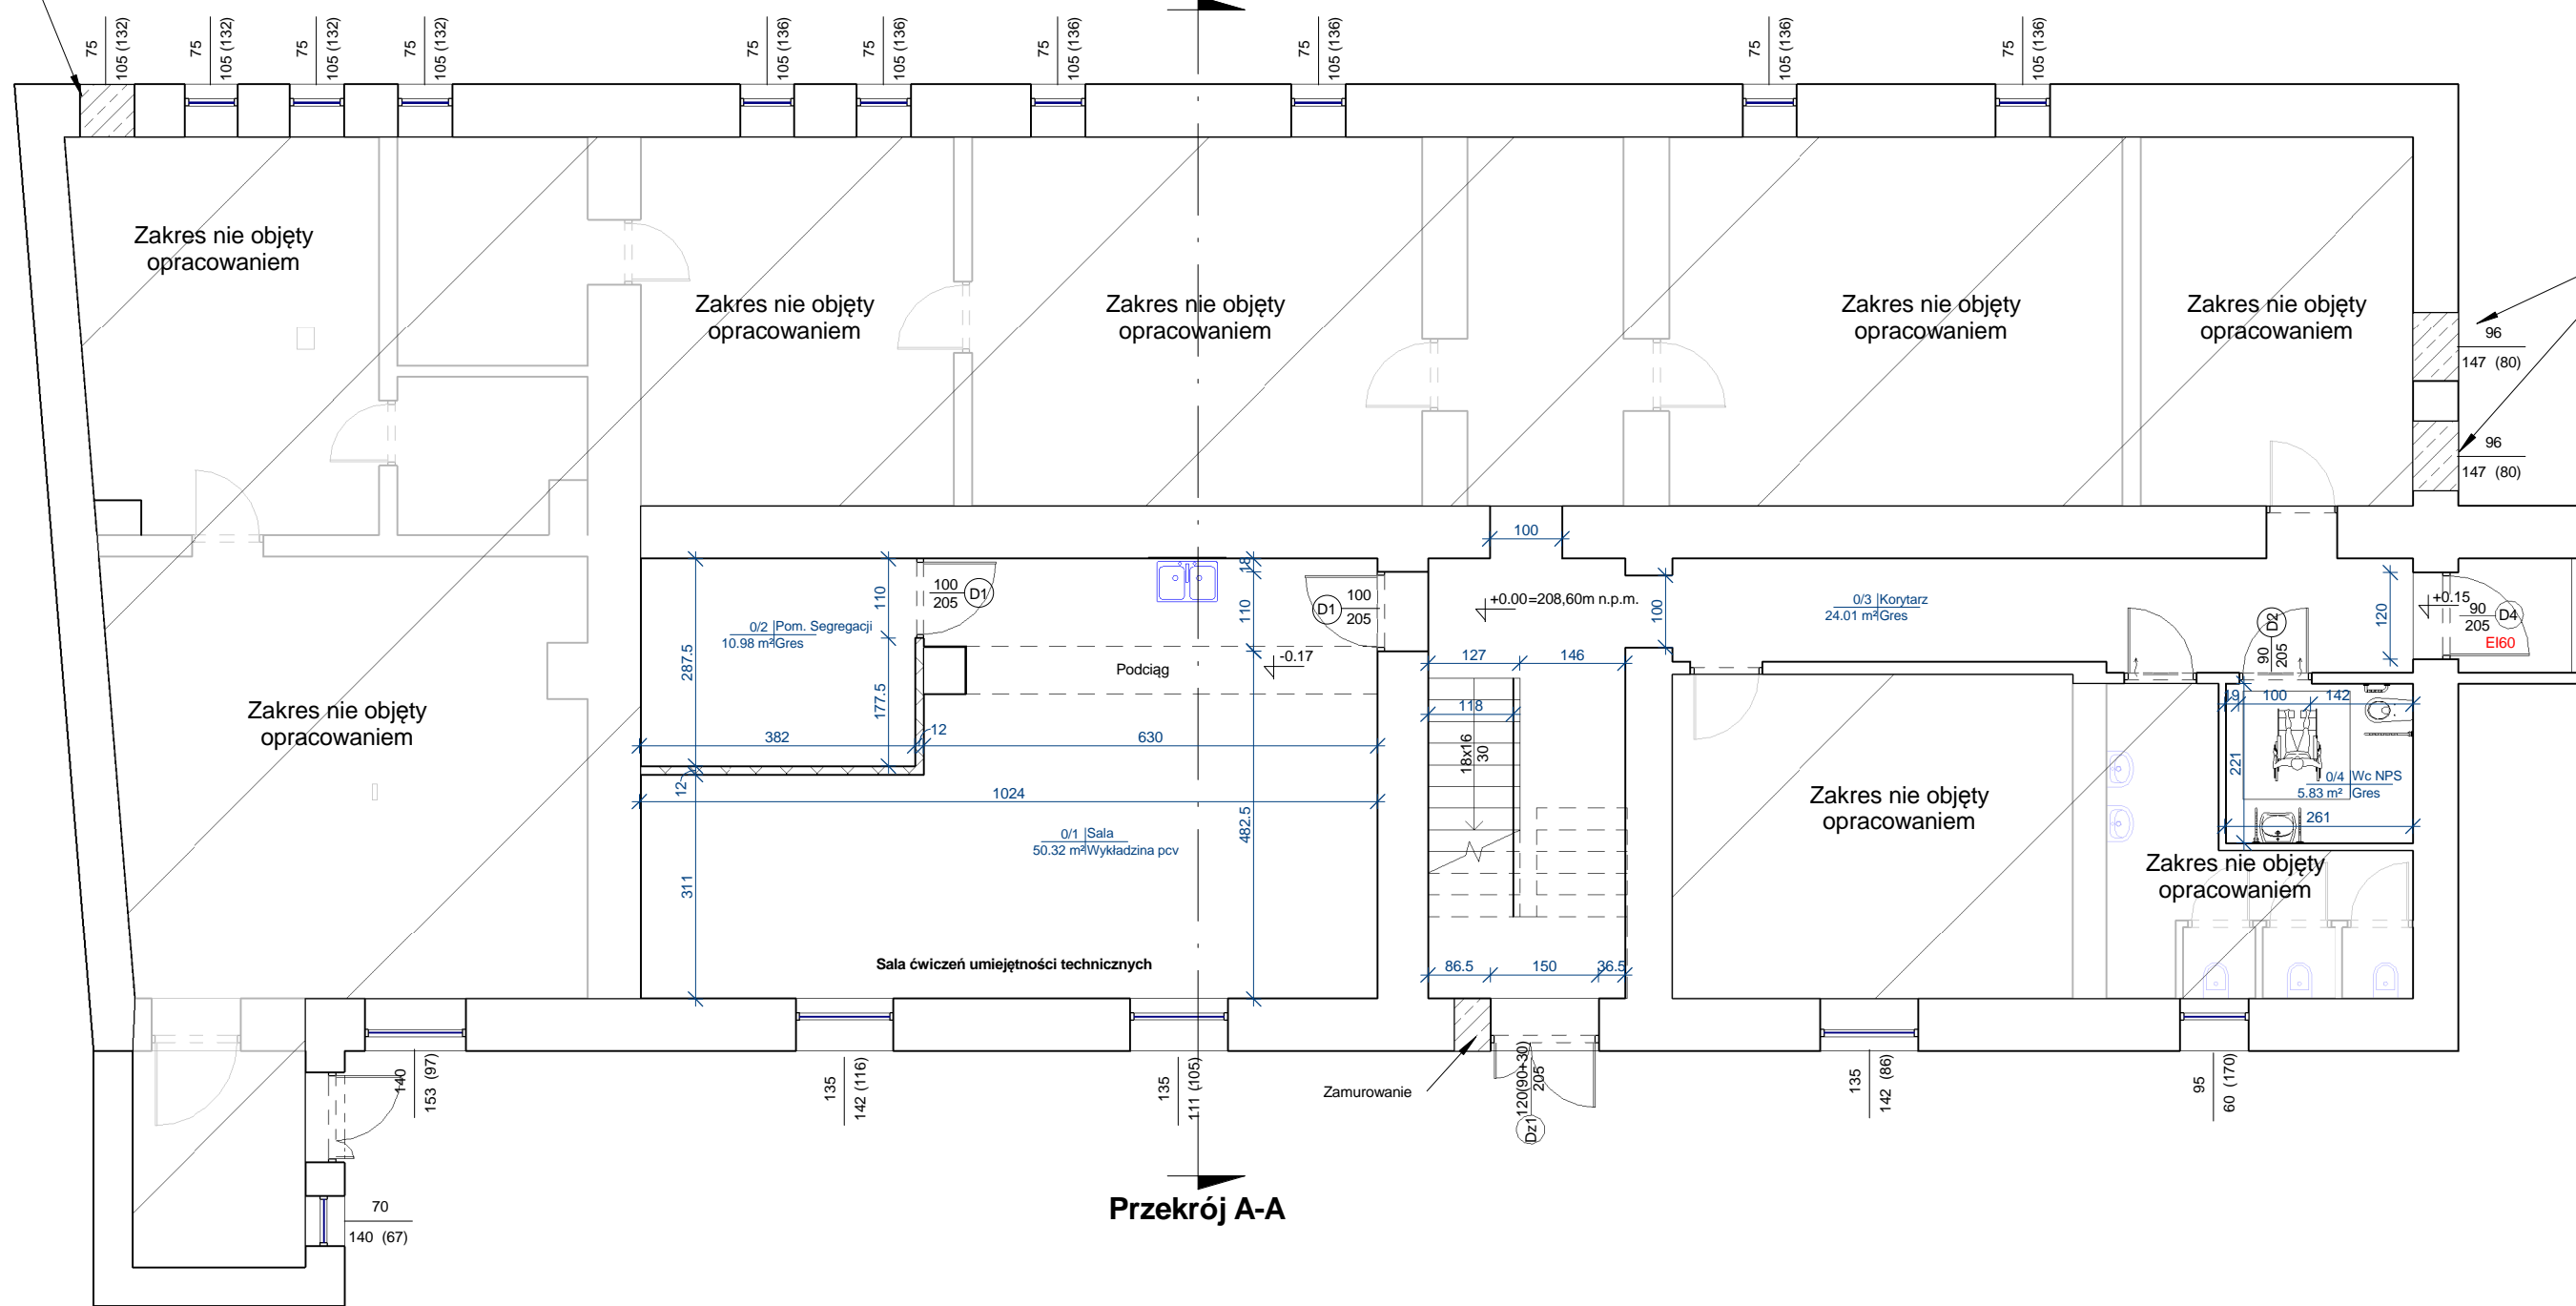 75
105 (132)
75
105 (132)
75
105 (132)
75
105 (132)
75
105 (136)
75
105 (136)
75
105 (136)
75
105 (136)
75
105 (136)
75
105 (136)
Zakres nie objęty
opracowaniem
Zakres nie objęty
opracowaniem
Zakres nie objęty
opracowaniem
Zakres nie objęty
opracowaniem
Zakres nie objęty
opracowaniem
96
147 (80)
96
147 (80)
100
287.5
110
177.5
100
205
D1
0/2 Pom. Segregacji
10.98 m² Gres
18
110
D1
100
205
+0.00=208,60m n.p.m.
100
0/3 Korytarz
24.01 m² Gres
D2
90
205
120
+0.15
90
205
D4
EI60
Podciąg
-0.17
127
146
118
18x16
30
382
12
630
12
1024
311
482.5
0/1 Sala
50.32 m² Wykładzina pcv
Sala ćwiczeń umiejętności technicznych
86.5
150
36.5
Zakres nie objęty
opracowaniem
Zakres nie objęty
opracowaniem
19
100
142
221
0/4 Wc NPS
5.83 m² Gres
261
Zakres nie objęty
opracowaniem
140
153 (97)
135
142 (116)
135
111 (105)
Zamurowanie
120(90+30)
205
Dz1
135
142 (86)
95
60 (170)
70
140 (67)
Przekrój A-A